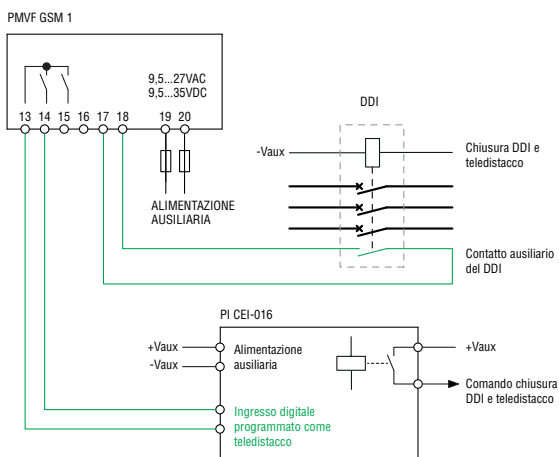 PMVF GSM 1
9,5...27VAC
9,5...35VDC
13 14 15 16 17 18 19 20
ALIMENTAZIONE
AUSILIARIA
DDI
-Vaux
Chiusura DDI e
teledistacco
Contatto ausiliario
del DDI
PI CEI-016
+Vaux
-Vaux
Alimentazione
ausiliaria
+Vaux
Comando chiusura
DDI e teledistacco
Ingresso digitale
programmato come
teledistacco